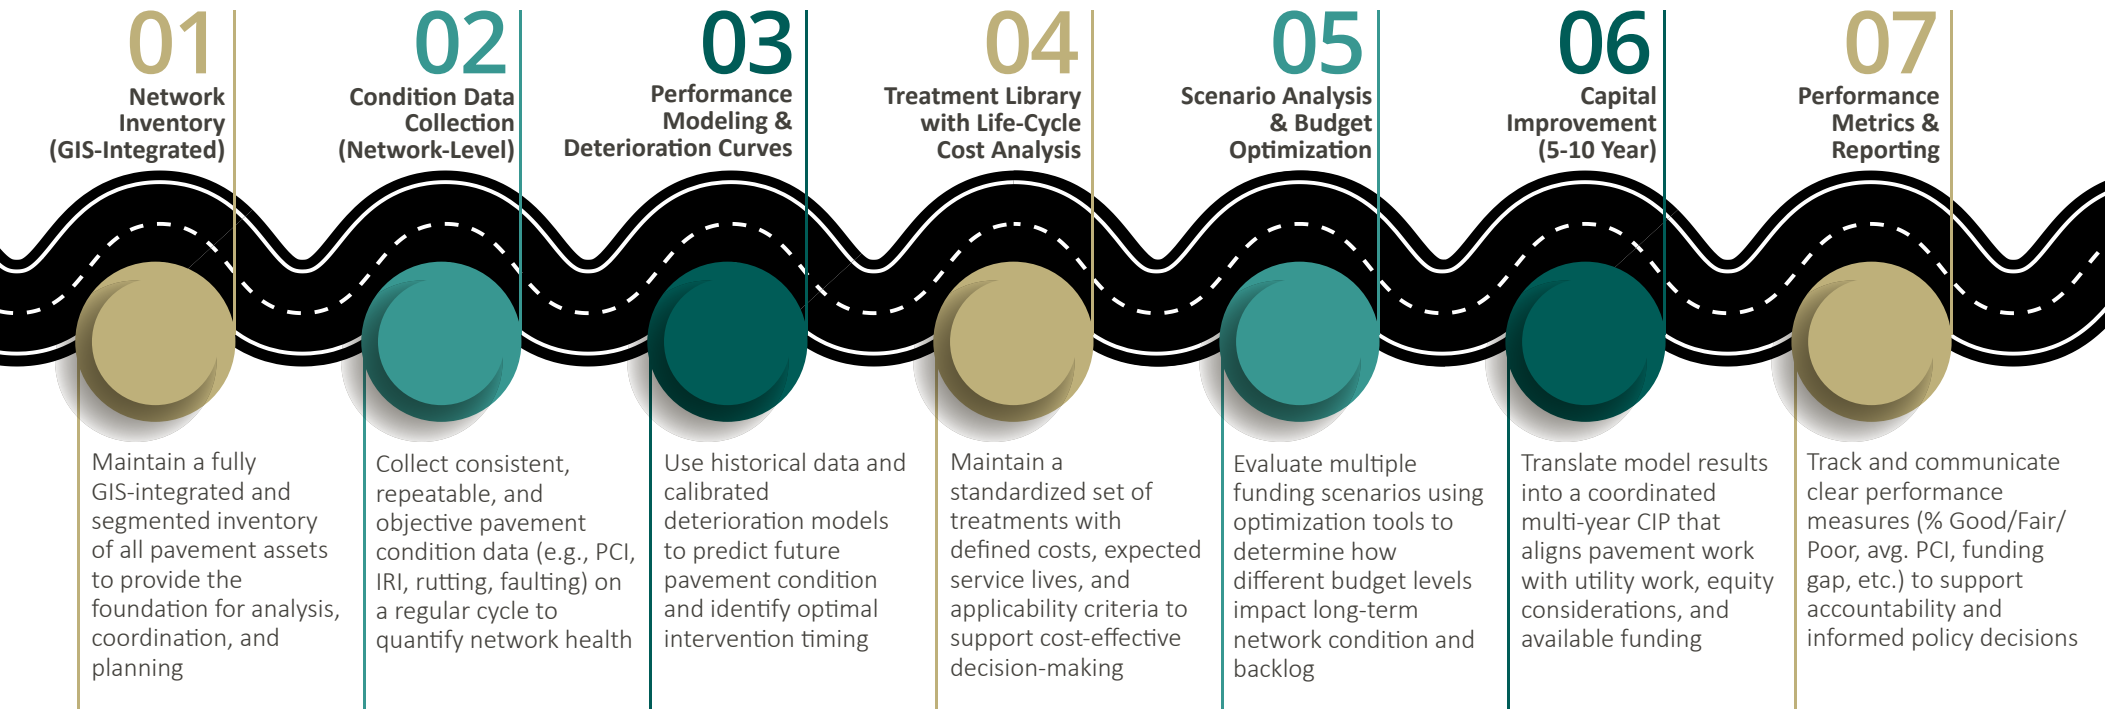 01
Network
Inventory
(GIS-Integrated)
Maintain a fully
GIS-integrated and
segmented inventory
of all pavement assets
to provide the
foundation for analysis,
coordination, and
planning
02
Condition Data
Collection
(Network-Level)
Collect consistent,
repeatable, and
objective pavement
condition data (e.g., PCI,
IRI, rutting, faulting) on
a regular cycle to
quantify network health
03
Performance
Modeling &
Deterioration Curves
Use historical data and
calibrated
deterioration models
to predict future
pavement condition
and identify optimal
intervention timing
04
Treatment Library
with Life-Cycle
Cost Analysis
Maintain a
standardized set of
treatments with
defined costs, expected
service lives, and
applicability criteria to
support cost-effective
decision-making
05
Scenario Analysis
& Budget
Optimization
Evaluate multiple
funding scenarios using
optimization tools to
determine how
different budget levels
impact long-term
network condition and
backlog
06
Capital
Improvement
(5-10 Year)
Translate model results
into a coordinated
multi-year CIP that
aligns pavement work
with utility work, equity
considerations, and
available funding
07
Performance
Metrics &
Reporting
Track and communicate
clear performance
measures (% Good/Fair/
Poor, avg. PCI, funding
gap, etc.) to support
accountability and
informed policy decisions